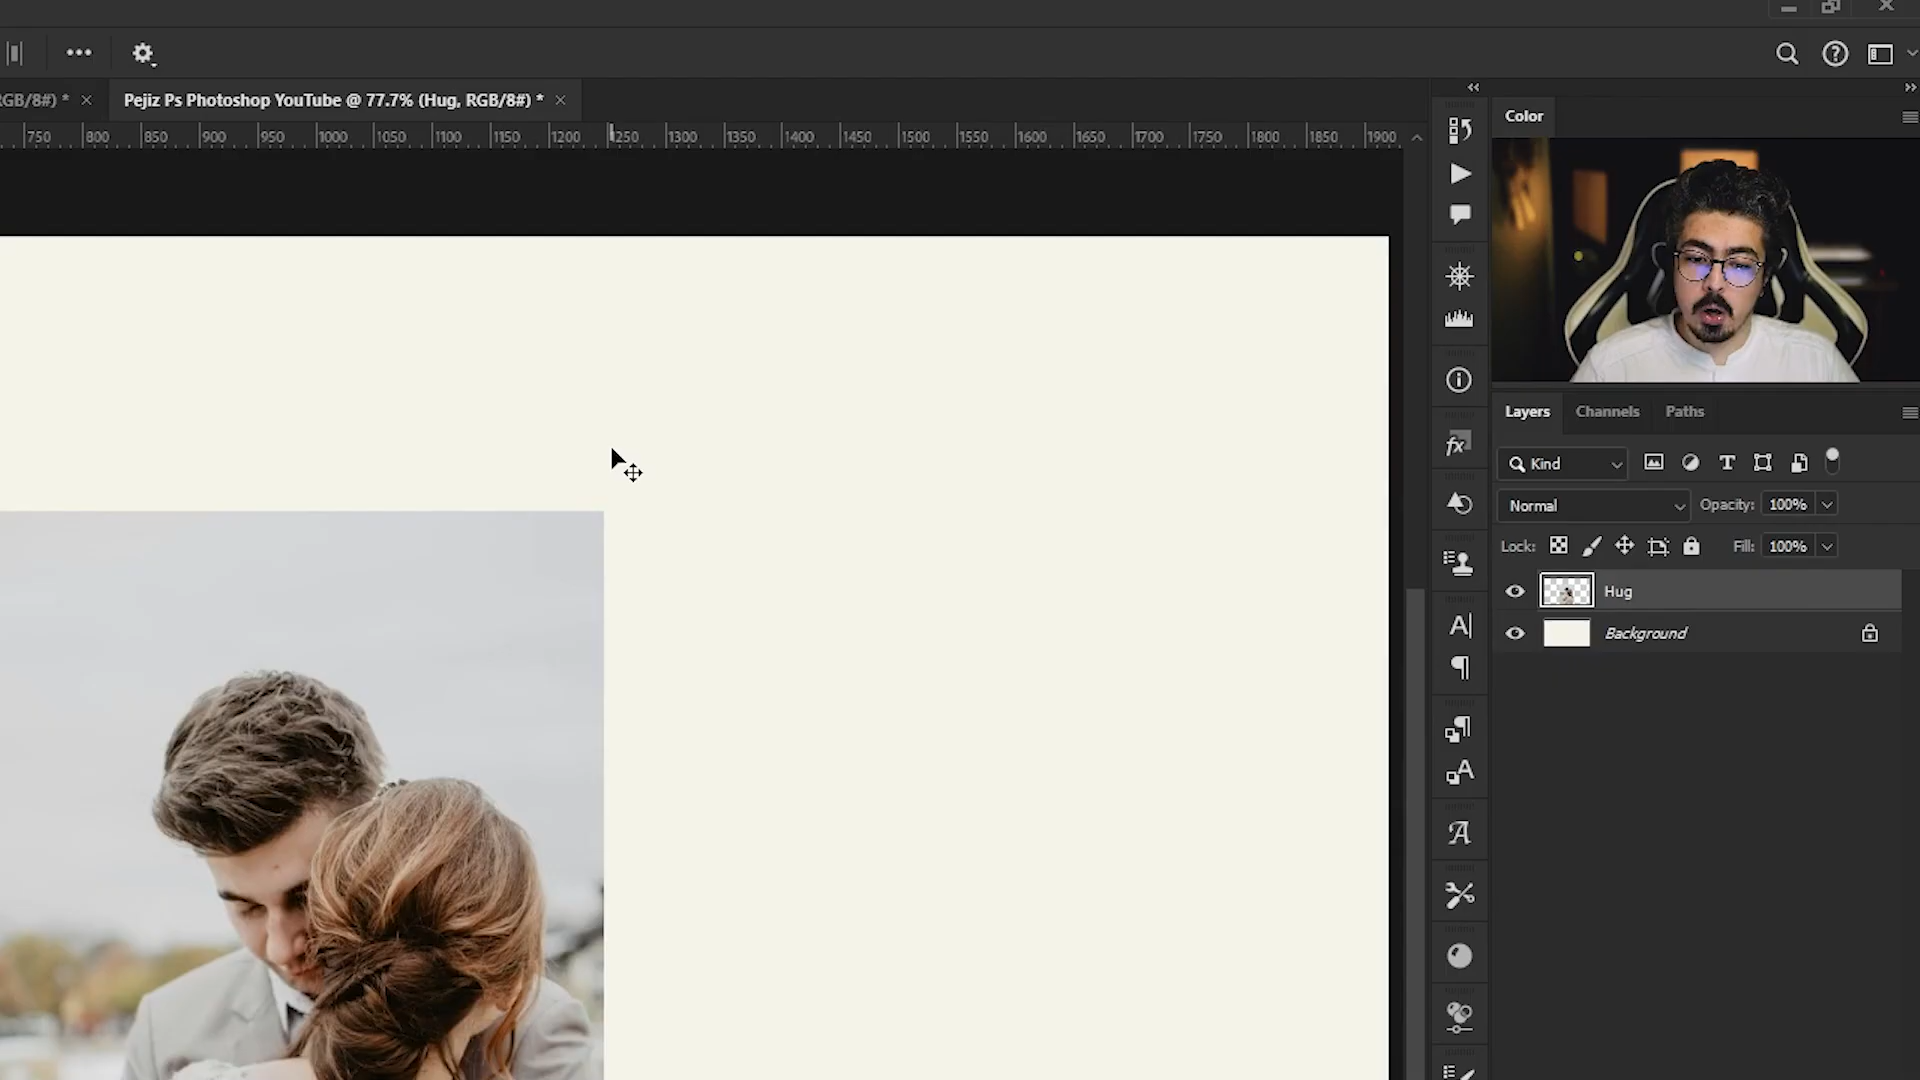 RGB/8#) *
Pejiz Ps Photoshop YouTube @ 77.7% (Hug, RGB/8#) *
750 800 850 900 950 1000 1050 1100 1150 1200 1250 1300 1350 1400 1450 1500 1550 1600 1650 1700 1750 1800 1850 1900
Color
Layers Channels Paths
Kind
Normal Opacity: 100%
Lock: Fill: 100%
Hug
Background